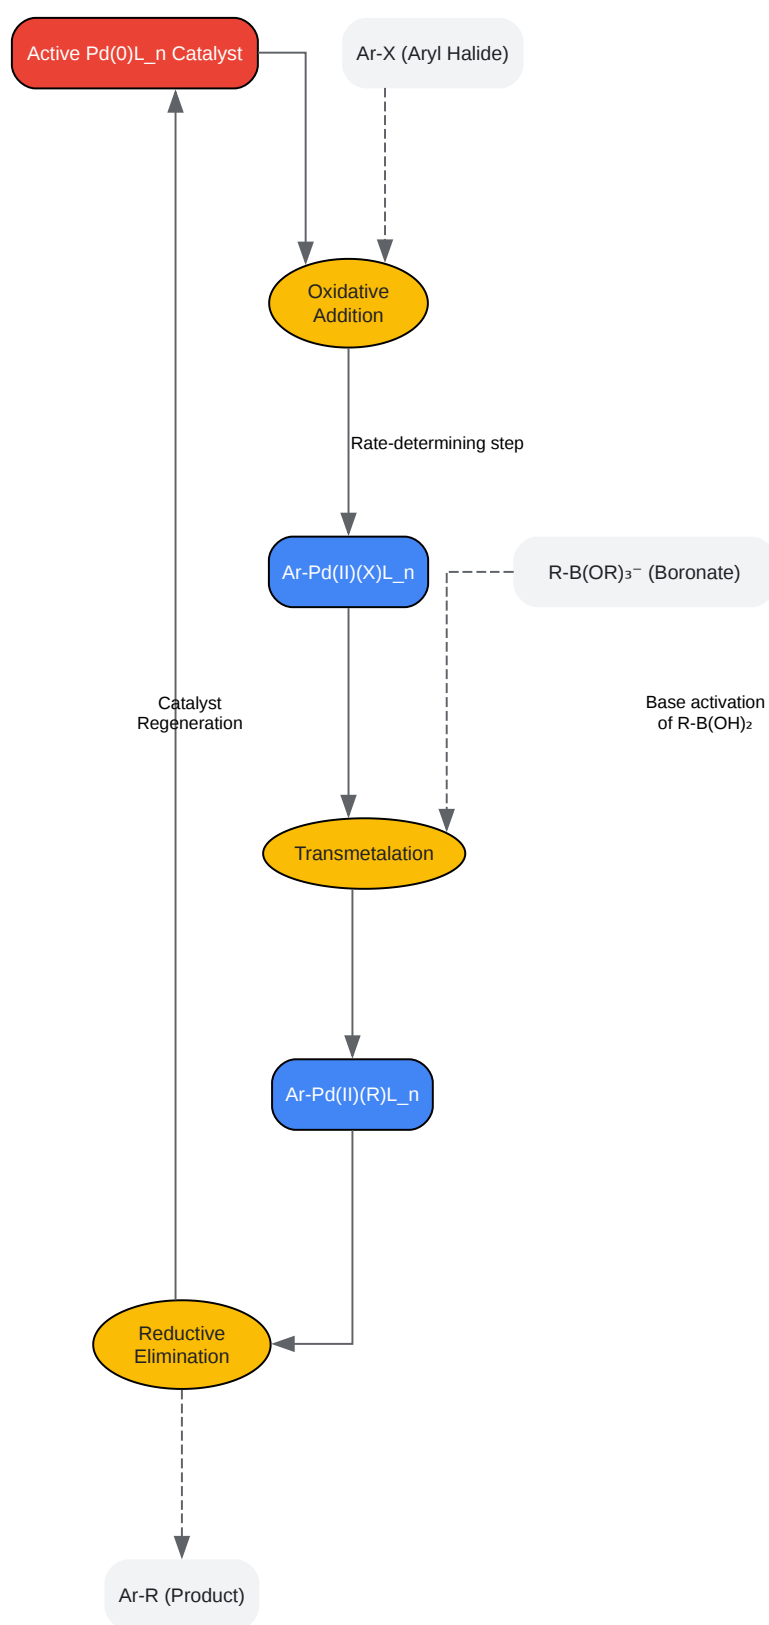 Active Pd(0)L_n Catalyst
Ar-X (Aryl Halide)
Oxidative
Addition
Rate-determining step
Ar-Pd(II)(X)L_n
R-B(OR)₃⁻ (Boronate)
Catalyst
Regeneration
Base activation
of R-B(OH)₂
Transmetalation
Ar-Pd(II)(R)L_n
Reductive
Elimination
Ar-R (Product)